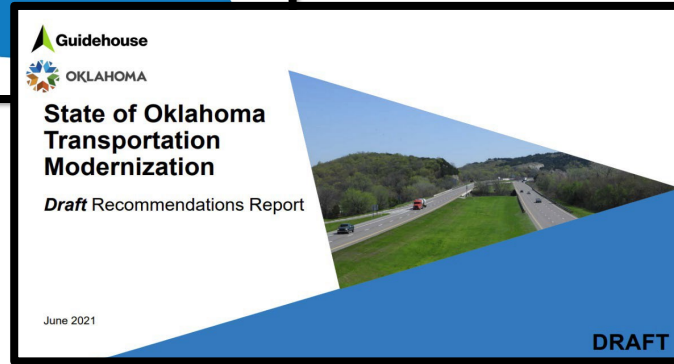 Guidehouse
OKLAHOMA
State of Oklahoma
Transportation
Modernization
Draft Recommendations Report
June 2021
DRAFT